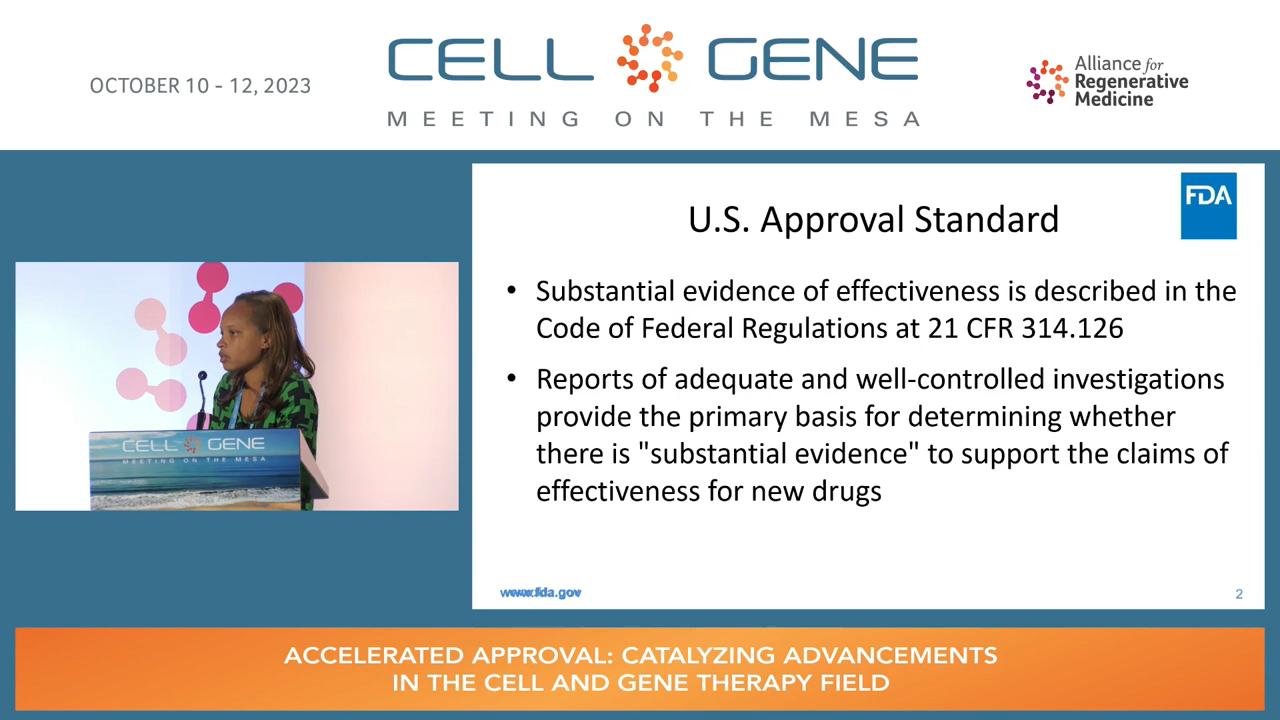 OCTOBER 10 - 12, 2023
CELL GENE
MEETING ON THE MESA
Alliance for
Regenerative
Medicine
FDA
U.S. Approval Standard
• Substantial evidence of effectiveness is described in the
Code of Federal Regulations at 21 CFR 314.126
• Reports of adequate and well-controlled investigations
provide the primary basis for determining whether
there is "substantial evidence" to support the claims of
effectiveness for new drugs
www.fda.gov
2
CELL GENE
MEETING ON THE MESA
ACCELERATED APPROVAL: CATALYZING ADVANCEMENTS
IN THE CELL AND GENE THERAPY FIELD